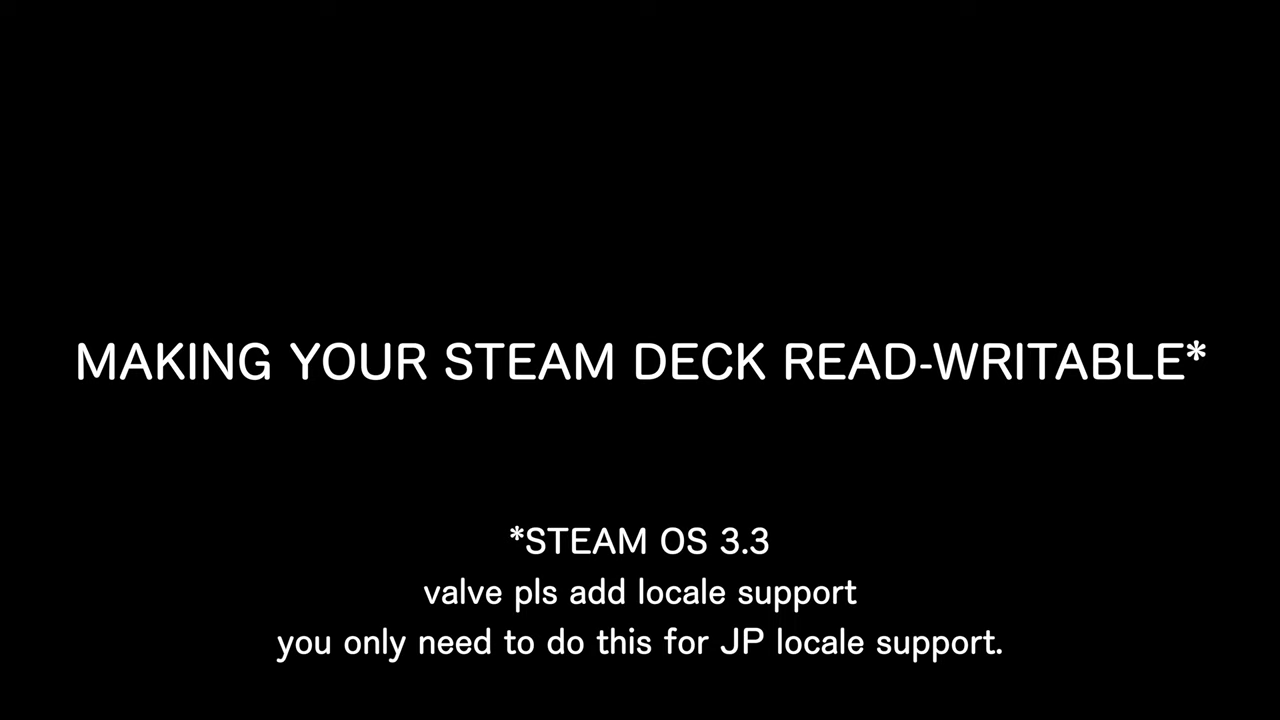 MAKING YOUR STEAM DECK READ-WRITABLE*
*STEAM OS 3.3
valve pls add locale support
you only need to do this for JP locale support.